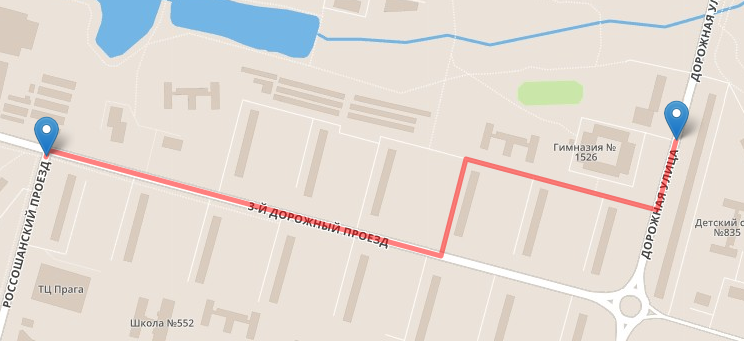 ДОРОЖНАЯ УЛ
Гимназия №
1526
ДОРОЖНАЯ УЛИЦА
РОССОШАНСКИЙ ПРОЕЗД
3-Й ДОРОЖНЫЙ ПРОЕЗД
Детский с
№835
ТЦ Прага
Школа №552